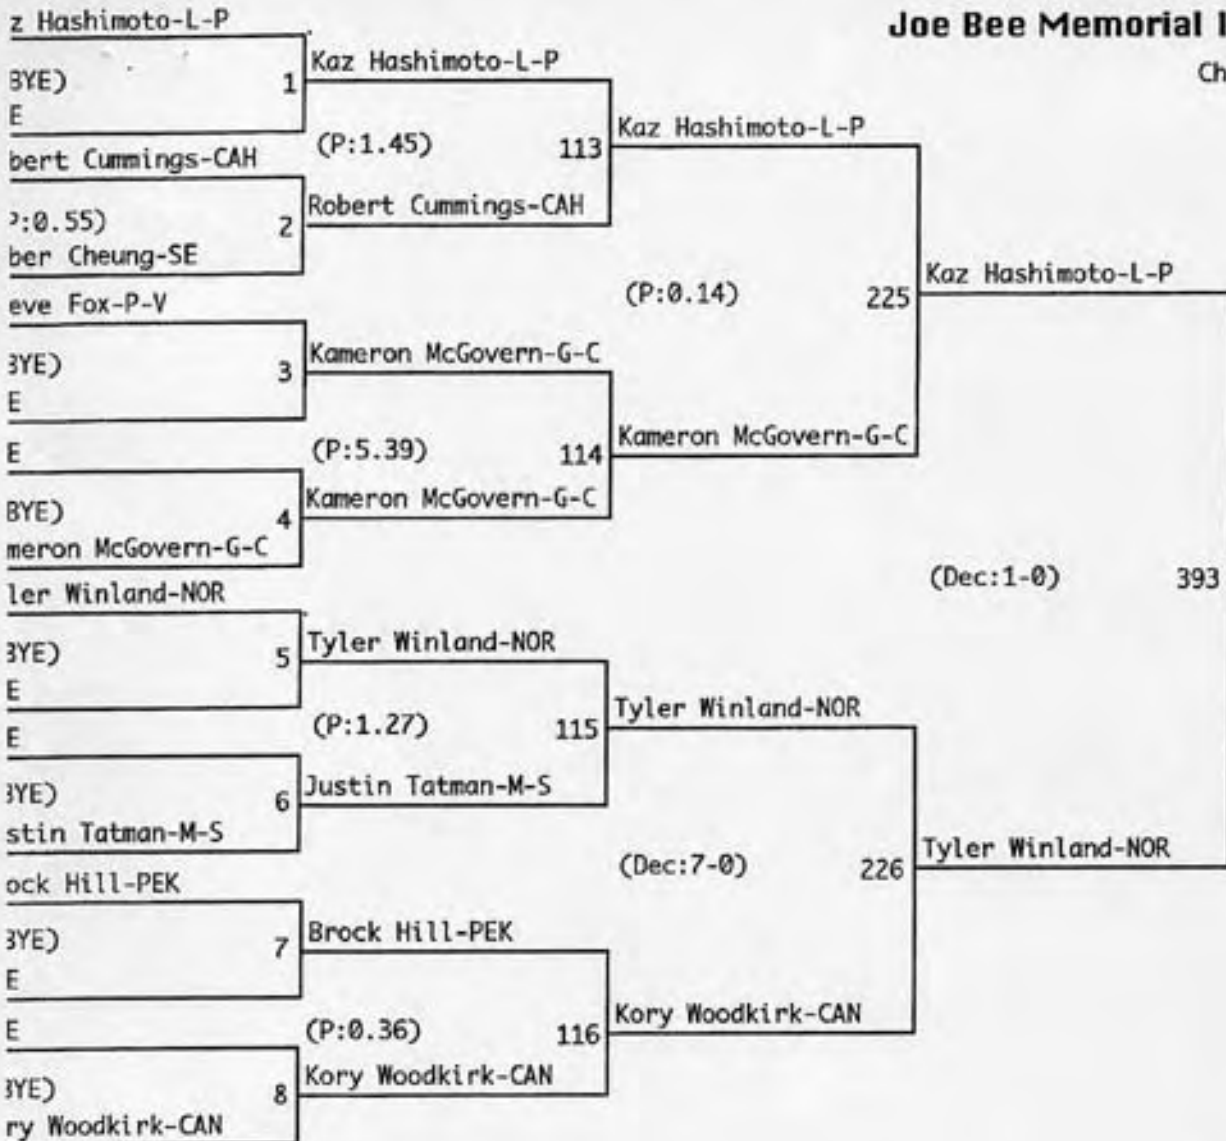 Joe Bee Memorial
Ch
z Hashimoto-L-P
BYE)
1
E
Kaz Hashimoto-L-P
(P:1.45)
113
bert Cummings-CAH
:0.55)
2
ber Cheung-SE
Robert Cummings-CAH
Kaz Hashimoto-L-P
(P:0.14)
225
eve Fox-P-V
BYE)
3
E
Kameron McGovern-G-C
(P:5.39)
114
E
BYE)
4
meron McGovern-G-C
Kameron McGovern-G-C
Kameron McGovern-G-C
Kaz Hashimoto-L-P
(Dec:1-0)
393
ler Winland-NOR
BYE)
5
E
Tyler Winland-NOR
(P:1.27)
115
E
BYE)
6
stin Tatman-M-S
Justin Tatman-M-S
Tyler Winland-NOR
(Dec:7-0)
226
ock Hill-PEK
BYE)
7
E
Brock Hill-PEK
(P:0.36)
116
E
BYE)
8
ry Woodkirk-CAN
Kory Woodkirk-CAN
Kory Woodkirk-CAN
Tyler Winland-NOR